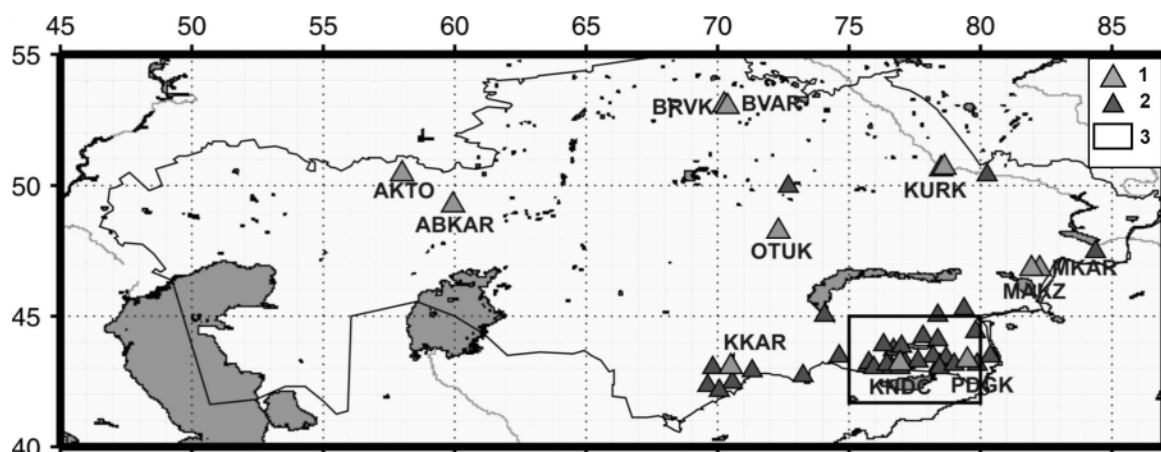 45 50 55 60 65 70 75 80 85
55
1
BRVK BVAR 2
3
50 AKTO KURK
ABKAR
OTUK
MKAR
MAKZ
45
KKAR
KNDC PDGK
40